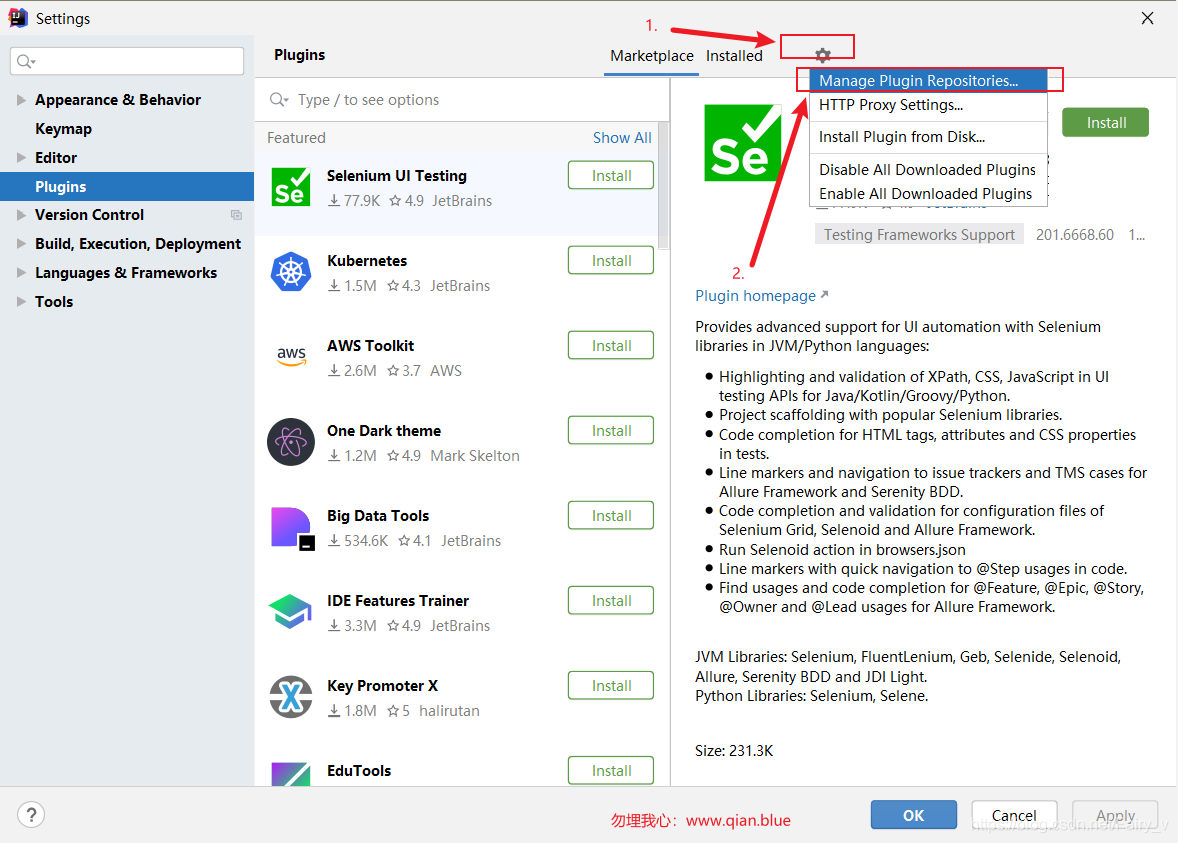 Settings
1.
Plugins
Marketplace Installed
Manage Plugin Repositories...
HTTP Proxy Settings...
Install Plugin from Disk...
Disable All Downloaded Plugins
Enable All Downloaded Plugins
Appearance & Behavior
Keymap
Editor
Plugins
Version Control
Build, Execution, Deployment
Languages & Frameworks
Tools
Type / to see options
Featured Show All
Se
Selenium UI Testing
77.9K 4.9 JetBrains
Install
Kubernetes
1.5M 4.3 JetBrains
Install
aws
AWS Toolkit
2.6M 3.7 AWS
Install
One Dark theme
1.2M 4.9 Mark Skelton
Install
Big Data Tools
534.6K 4.1 JetBrains
Install
IDE Features Trainer
3.3M 4.9 JetBrains
Install
Key Promoter X
1.8M 5 halirutan
Install
EduTools
Install
Se
Install
Testing Frameworks Support 201.6668.60 1...
2.
Plugin homepage
Provides advanced support for UI automation with Selenium
libraries in JVM/Python languages:
● Highlighting and validation of XPath, CSS, JavaScript in UI
testing APIs for Java/Kotlin/Groovy/Python.
● Project scaffolding with popular Selenium libraries.
● Code completion for HTML tags, attributes and CSS properties
in tests.
● Line markers and navigation to issue trackers and TMS cases for
Allure Framework and Serenity BDD.
● Code completion and validation for configuration files of
Selenium Grid, Selenoid and Allure Framework.
● Run Selenoid action in browsers.json
● Line markers with quick navigation to @Step usages in code.
● Find usages and code completion for @Feature, @Epic, @Story,
@Owner and @Lead usages for Allure Framework.
JVM Libraries: Selenium, FluentLenium, Geb, Selenide, Selenoid,
Allure, Serenity BDD and JDI Light.
Python Libraries: Selenium, Selene.
Size: 231.3K
?
勿埋我心：www.qian.blue
OK Cancel Apply